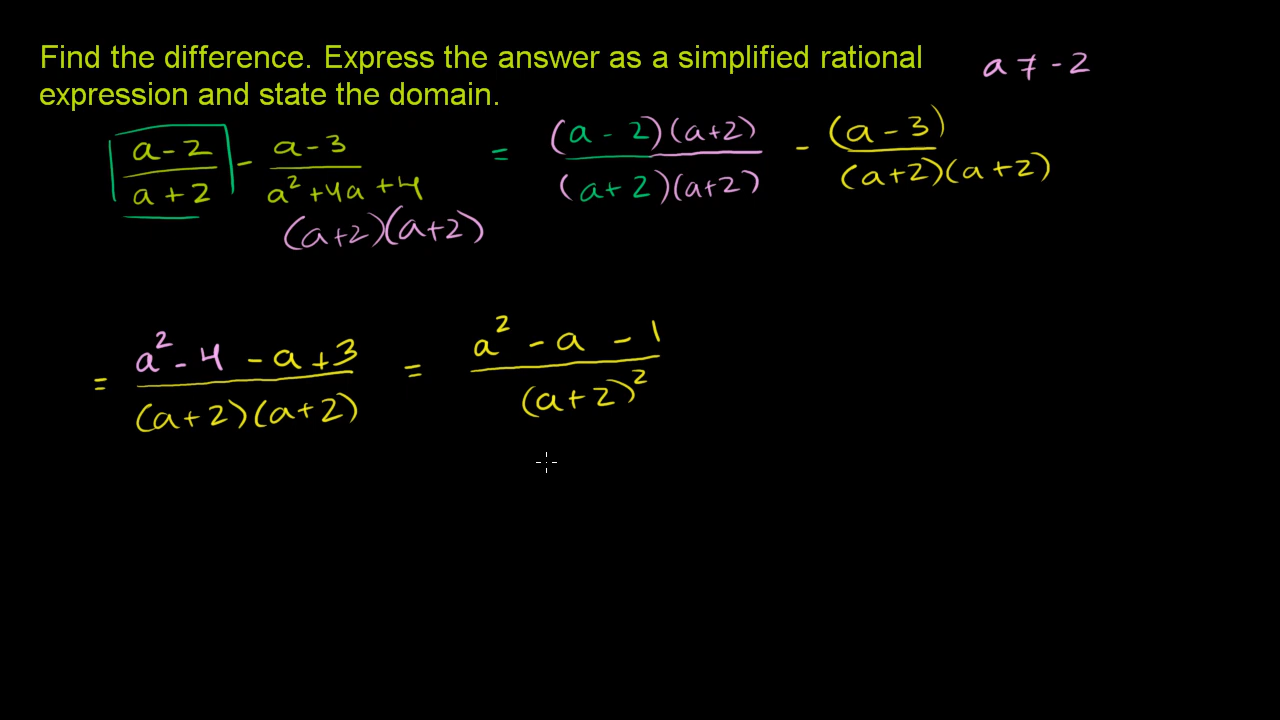 Find the difference. Express the answer as a simplified rational
expression and state the domain.
a ≠ -2
(a-2)/(a+2) - (a-3)/(a²+4a+4) = (a-2)(a+2)/(a+2)(a+2) - (a-3)/(a+2)(a+2)
(a+2)(a+2)
= (a²-4-a+3)/(a+2)(a+2) = (a²-a-1)/(a+2)²